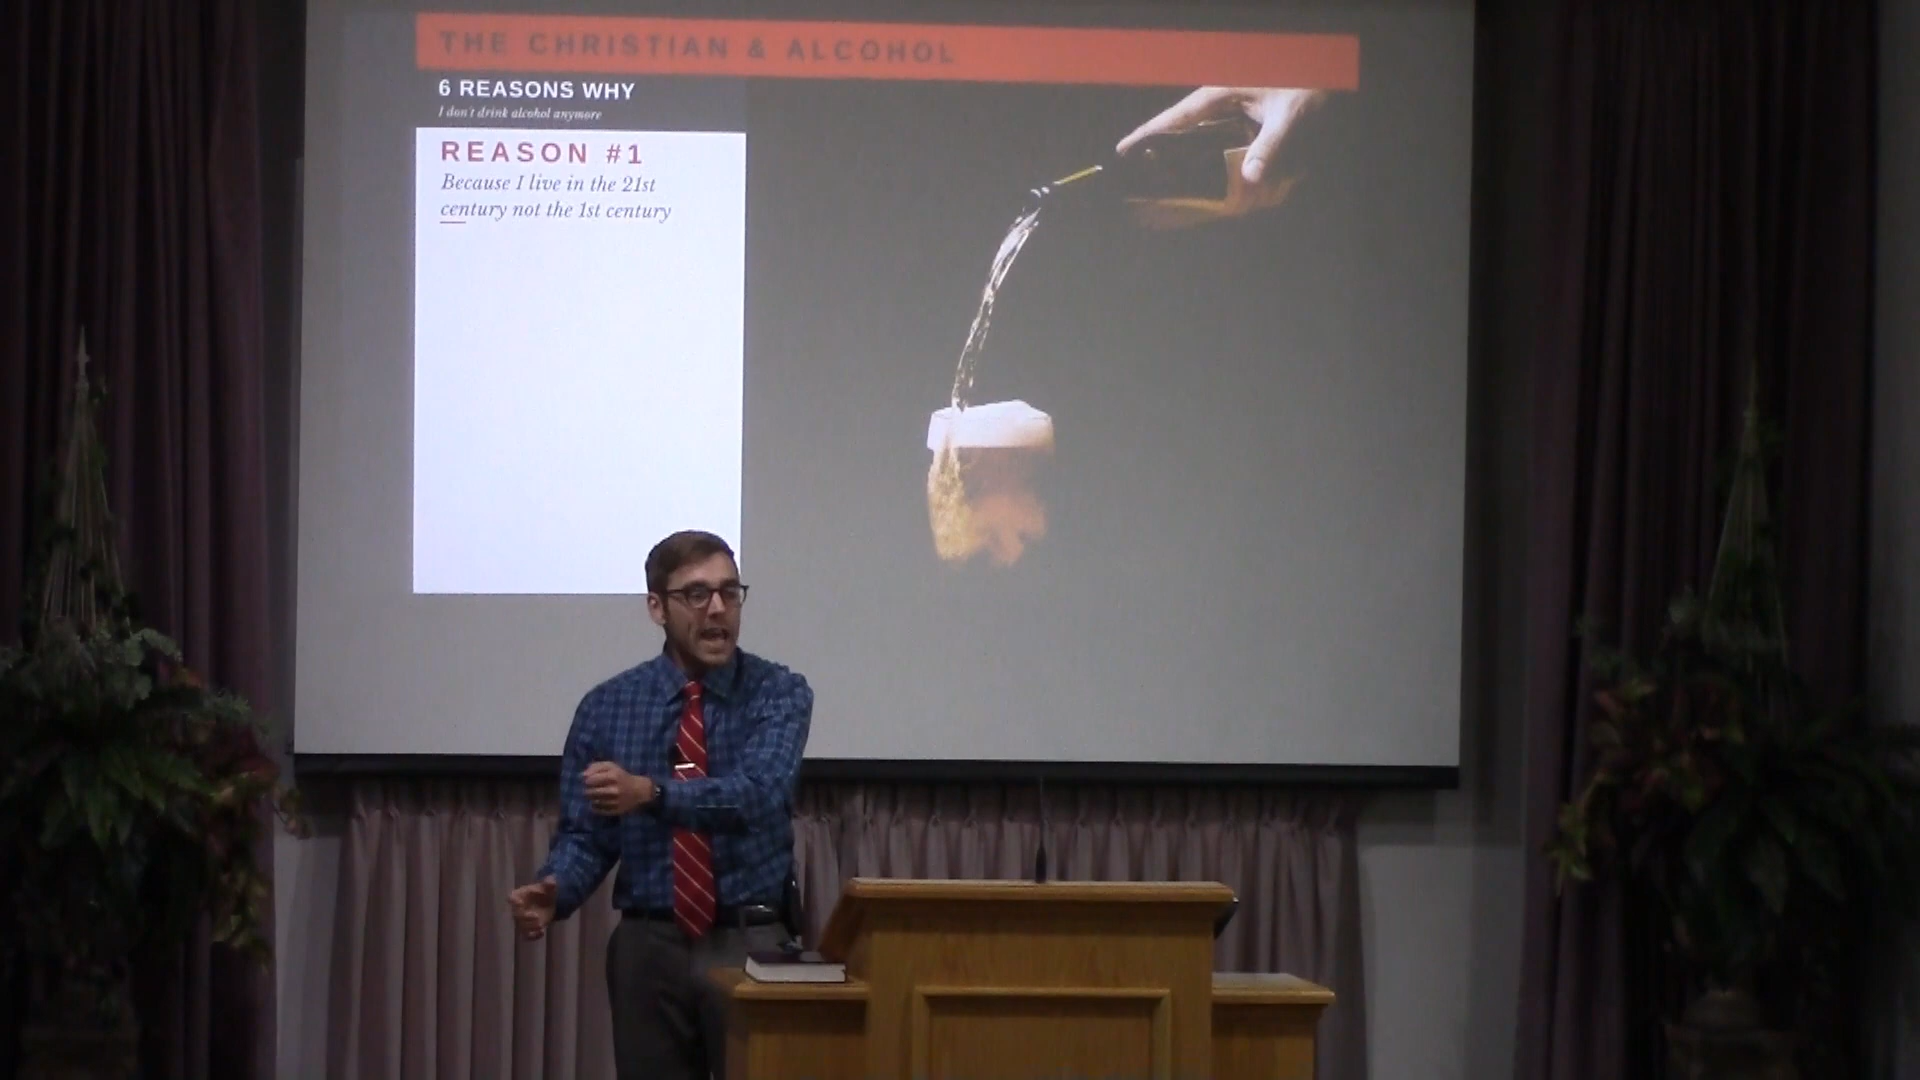 THE CHRISTIAN & ALCOHOL
6 REASONS WHY
I don't drink alcohol anymore
REASON #1
Because I live in the 21st
century not the 1st century